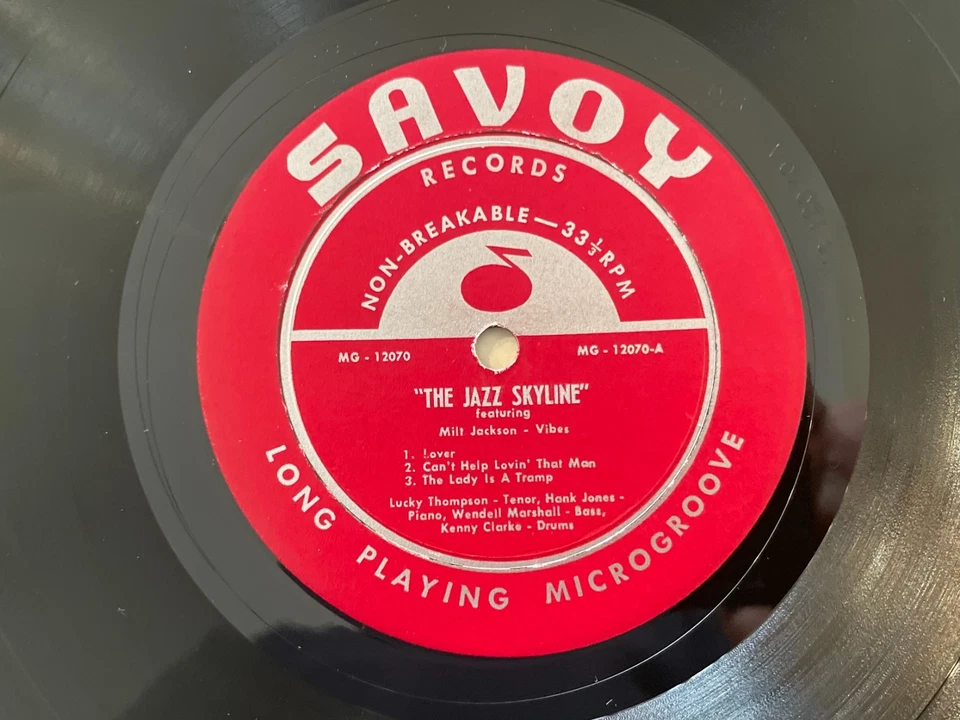 SAVOY
RECORDS
NON-BREAKABLE — 33 1/3 RPM
MG - 12070
MG - 12070-A
"THE JAZZ SKYLINE"
featuring
Milt Jackson - Vibes
1. Lover
2. Can't Help Lovin' That Man
3. The Lady Is A Tramp
Lucky Thompson - Tenor, Hank Jones -
Piano, Wendell Marshall - Bass,
Kenny Clarke - Drums
LONG PLAYING MICROGROOVE